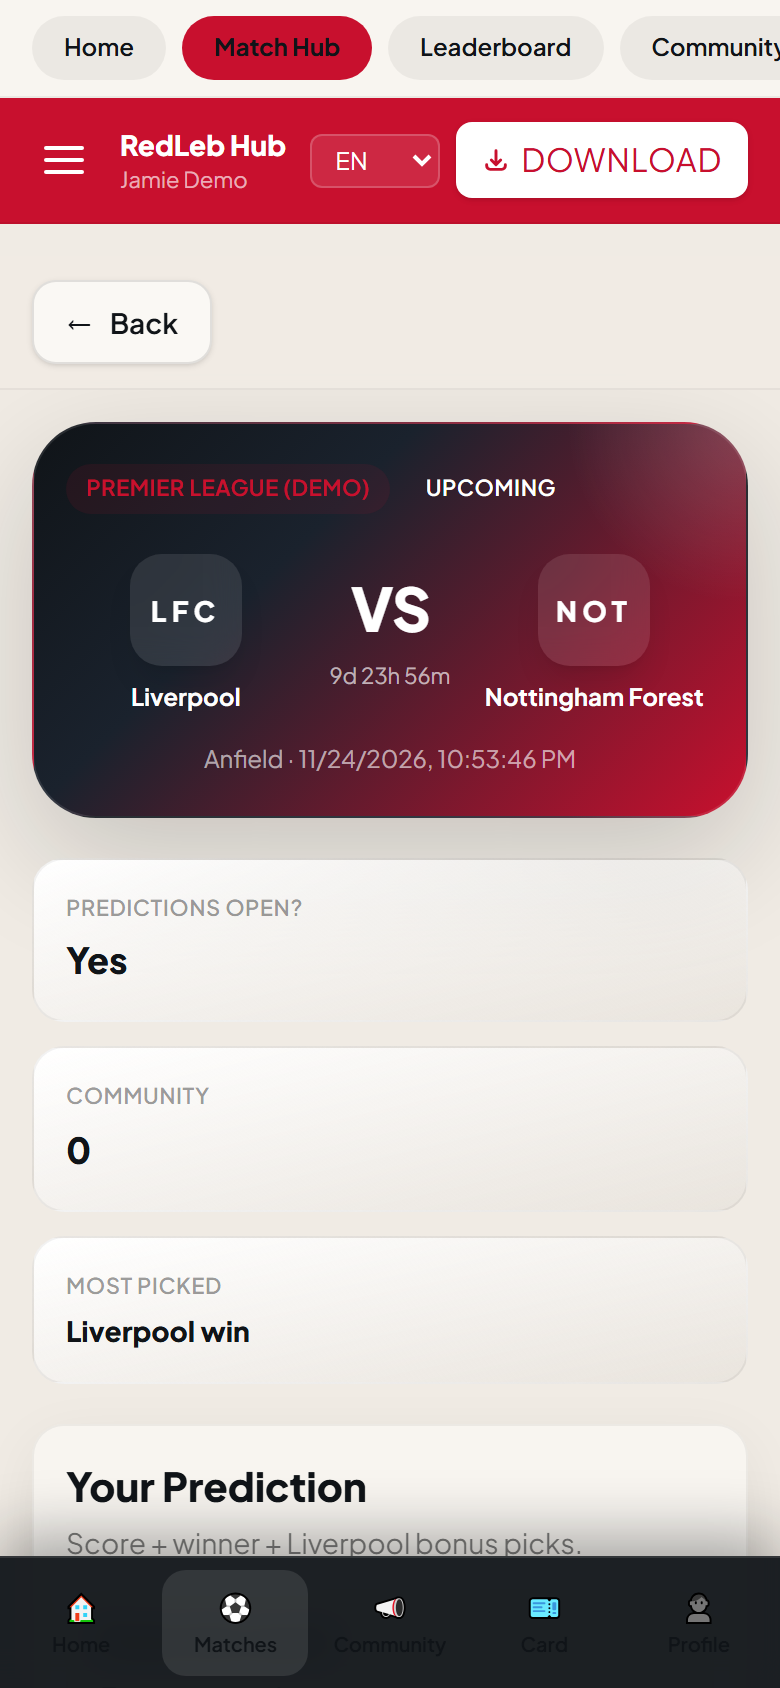 Home
Match Hub
Leaderboard
Community
RedLeb Hub
Jamie Demo
EN
DOWNLOAD
← Back
PREMIER LEAGUE (DEMO)
UPCOMING
LFC
VS
NOT
9d 23h 56m
Liverpool
Nottingham Forest
Anfield · 11/24/2026, 10:53:46 PM
PREDICTIONS OPEN?
Yes
COMMUNITY
0
MOST PICKED
Liverpool win
Your Prediction
Score + winner + Liverpool bonus picks.
Home
Matches
Community
Card
Profile